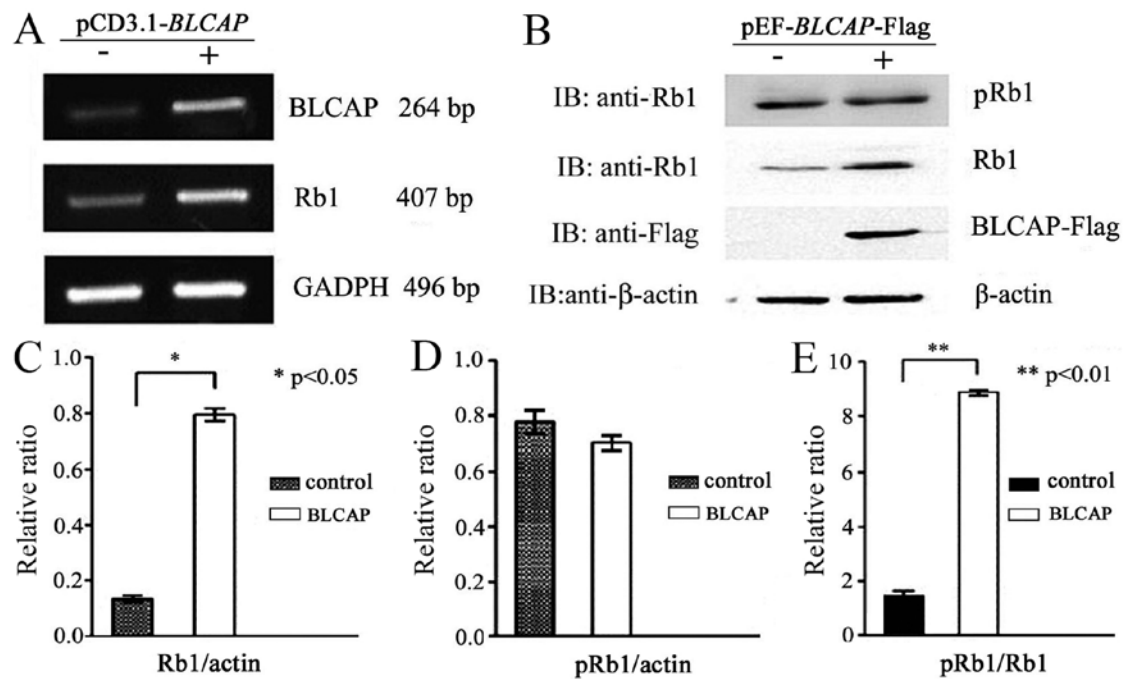 A
pCD3.1-BLCAP
- +
BLCAP 264 bp
Rb1 407 bp
GADPH 496 bp
B
pEF-BLCAP-Flag
- +
IB: anti-Rb1 pRb1
IB: anti-Rb1 Rb1
IB: anti-Flag BLCAP-Flag
IB:anti-β-actin β-actin
C
Relative ratio
1.0
0.8
0.6
0.4
0.2
0.0
*
* p<0.05
control
BLCAP
Rb1/actin
D
Relative ratio
1.0
0.8
0.6
0.4
0.2
0.0
control
BLCAP
pRb1/actin
E
Relative ratio
10
8
6
4
2
0
**
** p<0.01
control
BLCAP
pRb1/Rb1